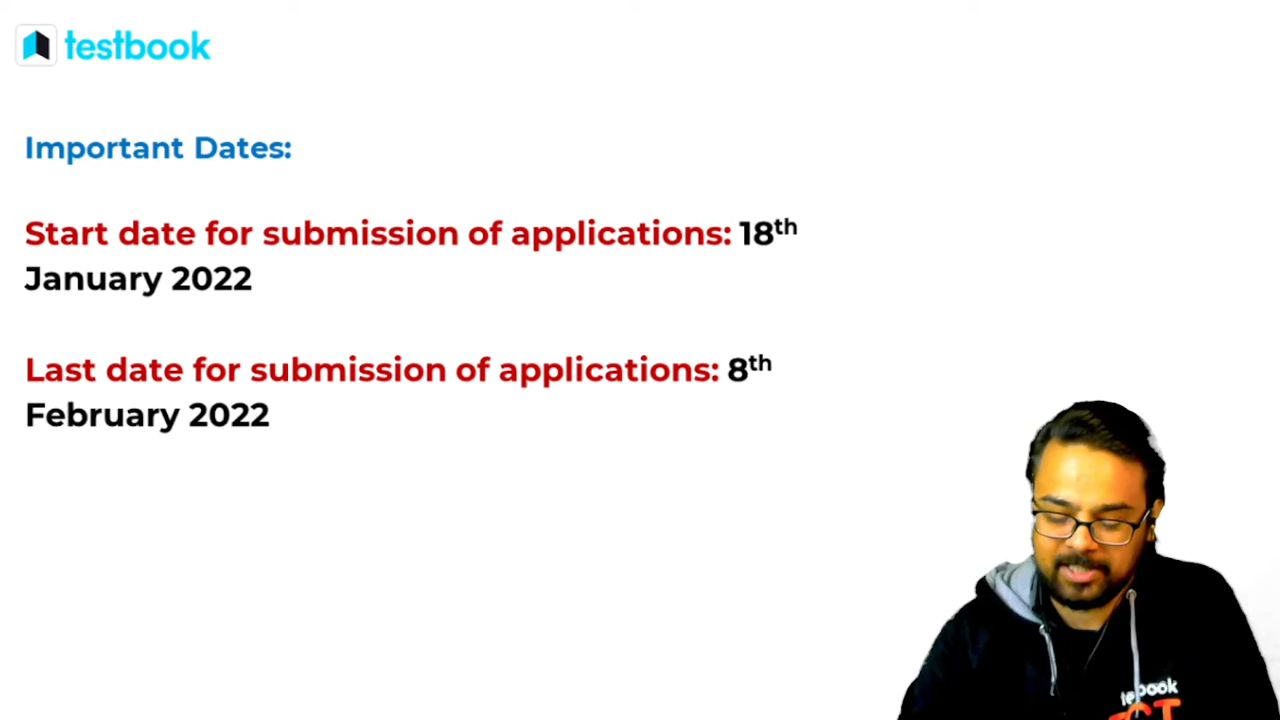 testbook
Important Dates:
Start date for submission of applications: 18th
January 2022
Last date for submission of applications: 8th
February 2022
testbook